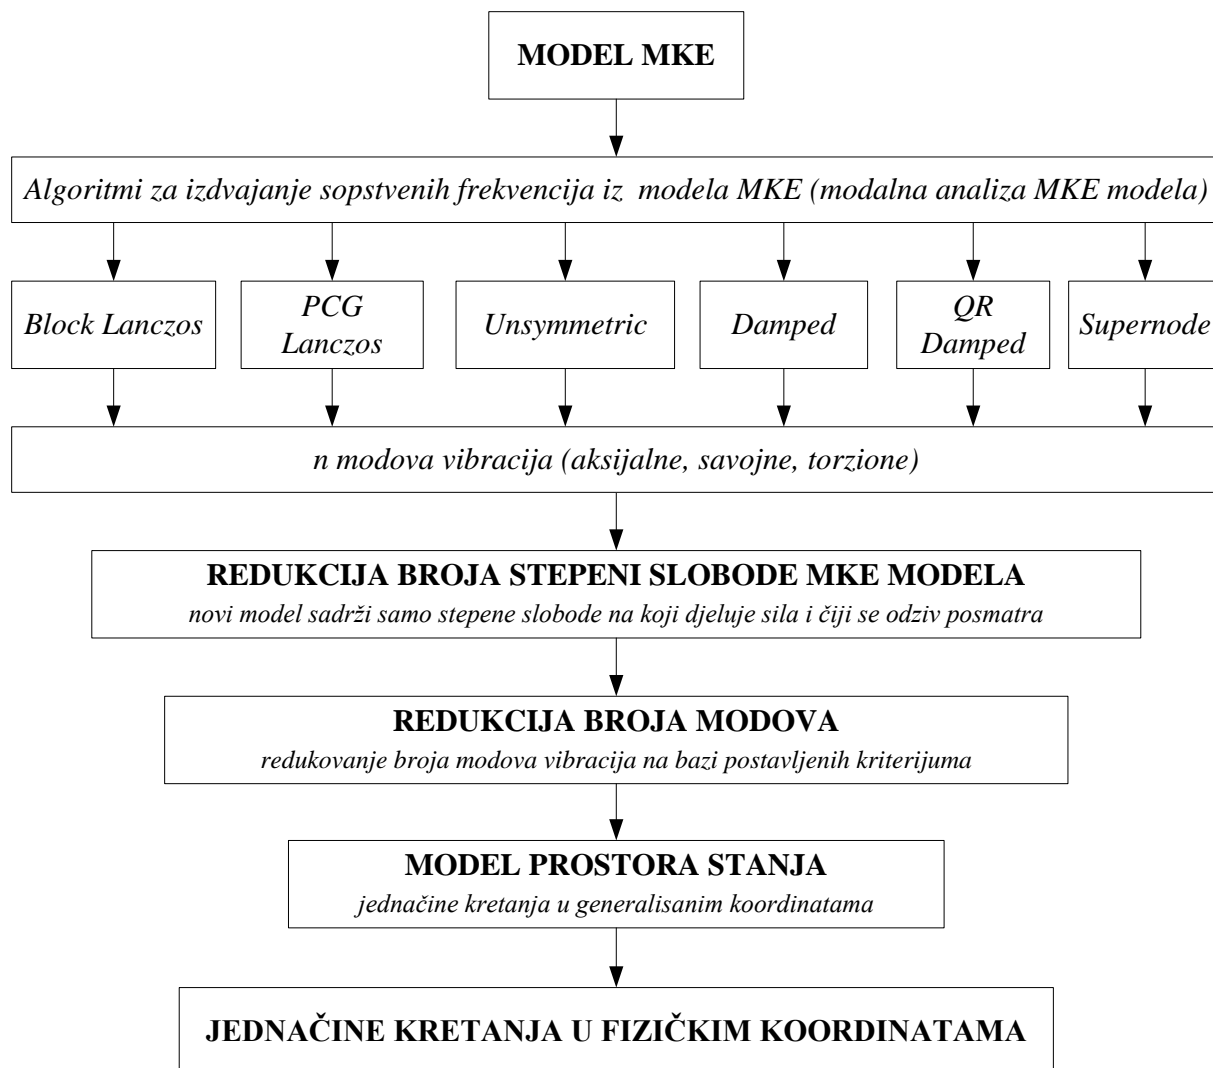 MODEL MKE
Algoritmi za izdvajanje sopstvenih frekvencija iz modela MKE (modalna analiza MKE modela)
Block Lanczos
PCG
Lanczos
Unsymmetric
Damped
QR
Damped
Supernode
n modova vibracija (aksijalne, savojne, torzione)
REDUKCIJA BROJA STEPENI SLOBODE MKE MODELA
novi model sadrži samo stepene slobode na koji djeluje sila i čiji se odziv posmatra
REDUKCIJA BROJA MODOVA
redukovanje broja modova vibracija na bazi postavljenih kriterijuma
MODEL PROSTORA STANJA
jednačine kretanja u generalisanim koordinatama
JEDNAČINE KRETANJA U FIZIČKIM KOORDINATAMA